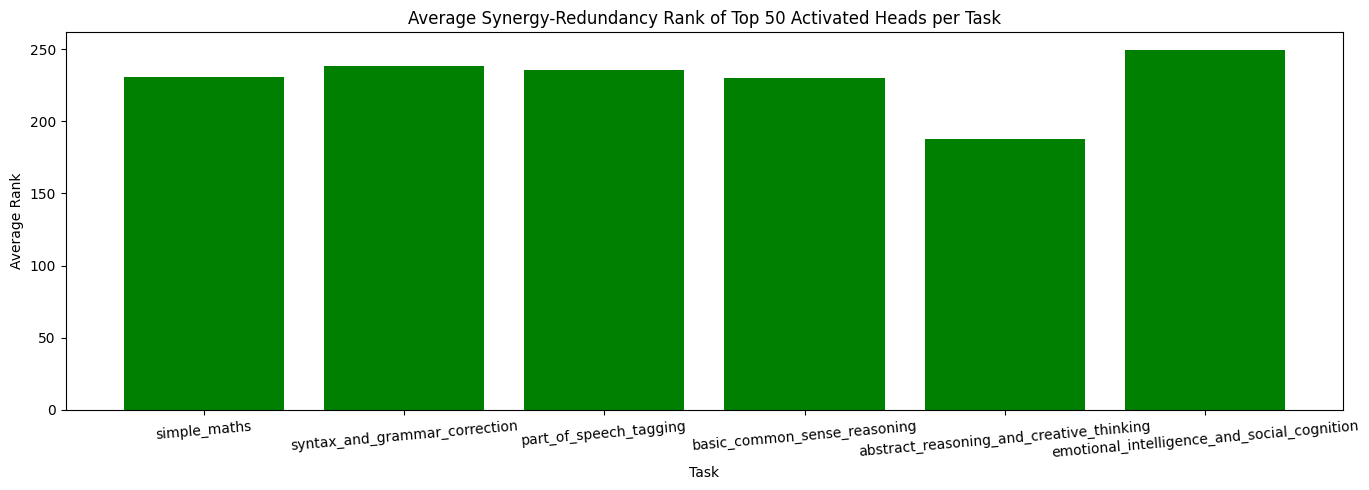 Average Synergy-Redundancy Rank of Top 50 Activated Heads per Task
Average Rank
250
200
150
100
50
0
simple_maths
syntax_and_grammar_correction
part_of_speech_tagging
basic_common_sense_reasoning
abstract_reasoning_and_creative_thinking
emotional_intelligence_and_social_cognition
Task